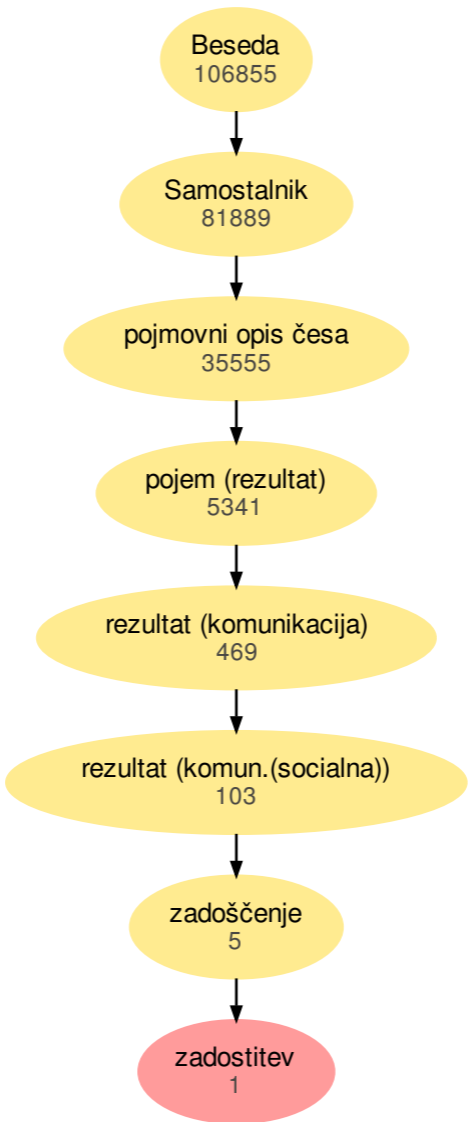 Beseda
106855
Samostalnik
81889
pojmovni opis česa
35555
pojem (rezultat)
5341
rezultat (komunikacija)
469
rezultat (komun.(socialna))
103
zadoščenje
5
zadostitev
1